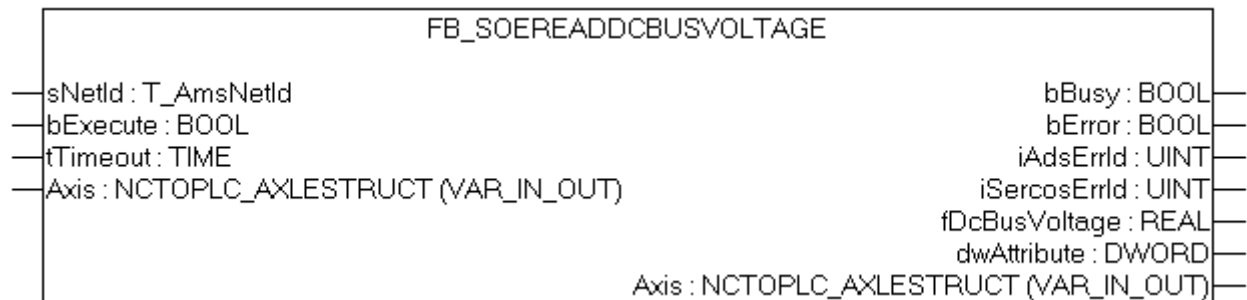 FB_SOEREADDCBUSVOLTAGE
sNetId : T_AmsNetId
bBusy : BOOL
bExecute : BOOL
bError : BOOL
tTimeout : TIME
iAdsErrId : UINT
Axis : NCTOPLC_AXLESTRUCT (VAR_IN_OUT)
iSercosErrId : UINT
fDcBusVoltage : REAL
dwAttribute : DWORD
Axis : NCTOPLC_AXLESTRUCT (VAR_IN_OUT)